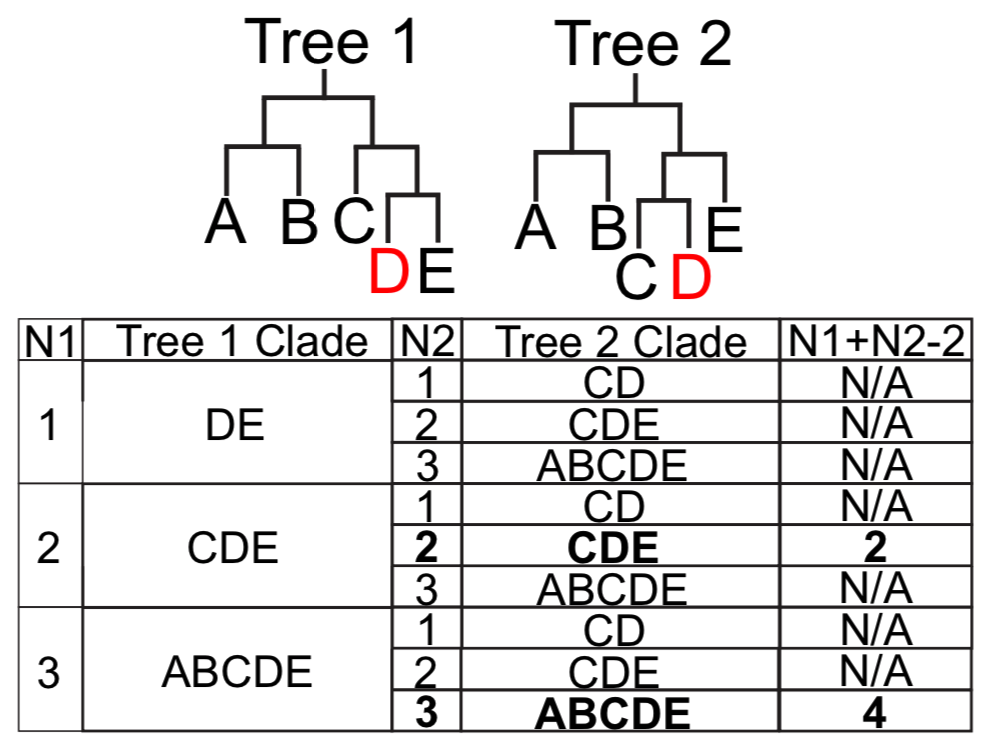 Tree 1 Tree 2
A B C A B E
D E C D
N1 Tree 1 Clade N2 Tree 2 Clade N1+N2-2
1 CD N/A
1 DE 2 CDE N/A
3 ABCDE N/A
1 CD N/A
2 CDE 2 CDE 2
3 ABCDE N/A
1 CD N/A
3 ABCDE 2 CDE N/A
3 ABCDE 4